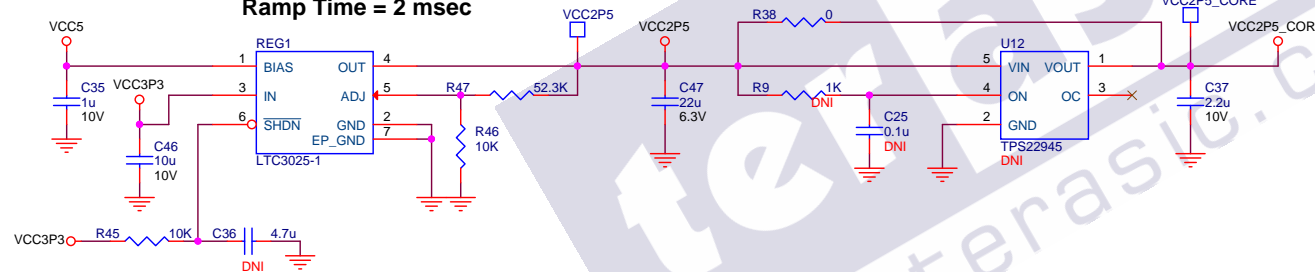 Ramp Time = 2 msec
VCC5
REG1
1 BIAS OUT 4
3 IN ADJ 5
6 SHDN GND 2
EP_GND 7
LTC3025-1
C35
1u
10V
VCC3P3
C46
10u
10V
VCC3P3 R45 10K C36 4.7u
DNI
R47 52.3K
R46
10K
VCC2P5
VCC2P5
C47
22u
6.3V
R38 0
R9 1K
DNI
C25
0.1u
DNI
U12
5 VIN VOUT 1
4 ON OC 3
2 GND
TPS22945
DNI
VCC2P5_CORE
VCC2P5_COR
C37
2.2u
10V
teras
terasic.c